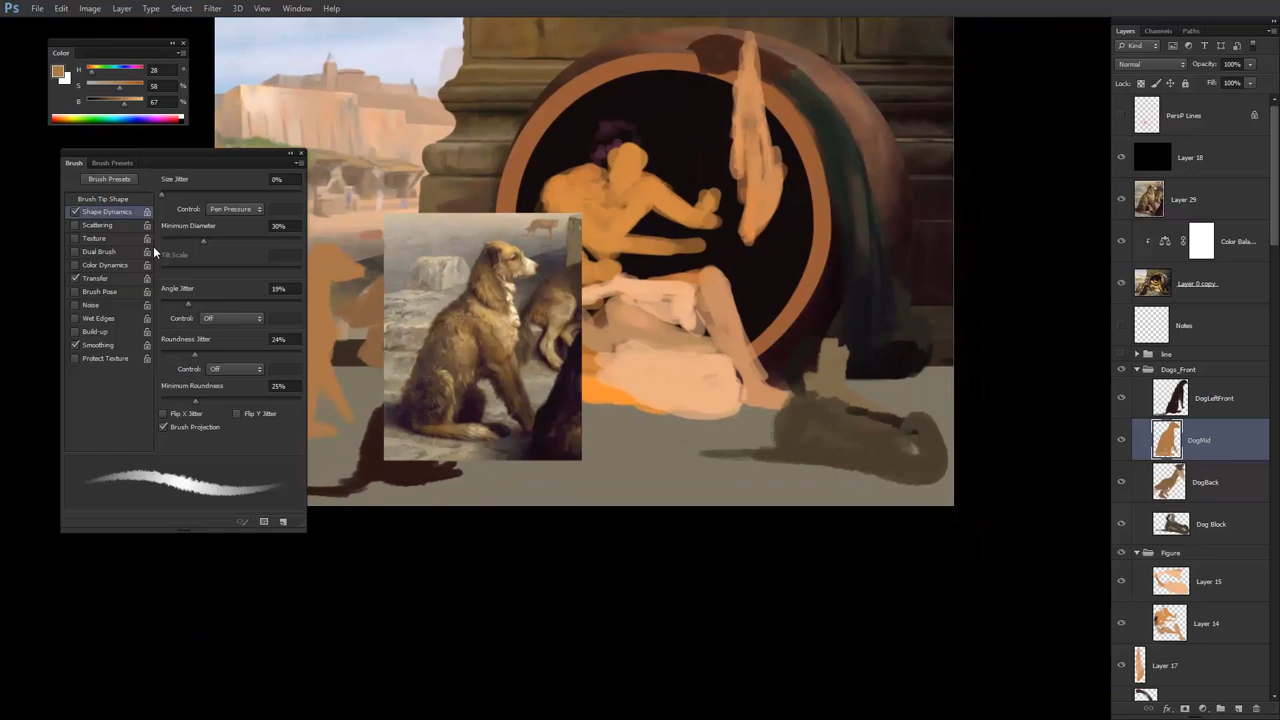 Ps File Edit Image Layer Type Select Filter 3D View Window Help
Color
H 28 °
S 58 %
B 67 %
Brush Brush Presets
Brush Presets
Brush Tip Shape
Shape Dynamics
Scattering
Texture
Dual Brush
Color Dynamics
Transfer
Brush Pose
Noise
Wet Edges
Build-up
Smoothing
Protect Texture
Size Jitter 0%
Control: Pen Pressure
Minimum Diameter 30%
Tilt Scale
Angle Jitter 19%
Control: Off
Roundness Jitter 24%
Control: Off
Minimum Roundness 25%
Flip X Jitter Flip Y Jitter
Brush Projection
Layers Channels Paths
Kind
Normal Opacity: 100%
Lock: Fill: 100%
PersP Lines
Layer 18
Layer 29
Color Bala...
Layer 0 copy
Notes
line
Dogs_Front
DogLeftFront
DogMid
DogBack
Dog Block
Figure
Layer 15
Layer 14
Layer 17